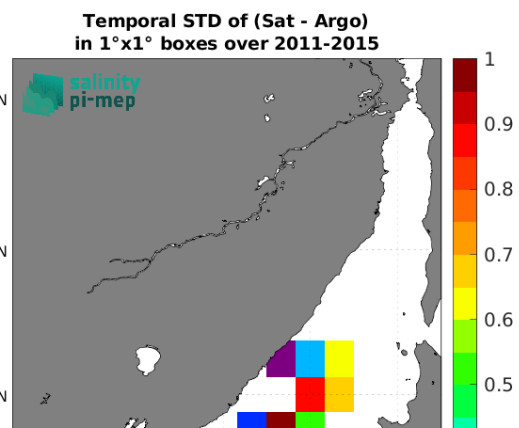 Temporal STD of (Sat - Argo)
in 1°x1° boxes over 2011-2015
salinity
pi-mep
N
N
N
1
0.9
0.8
0.7
0.6
0.5